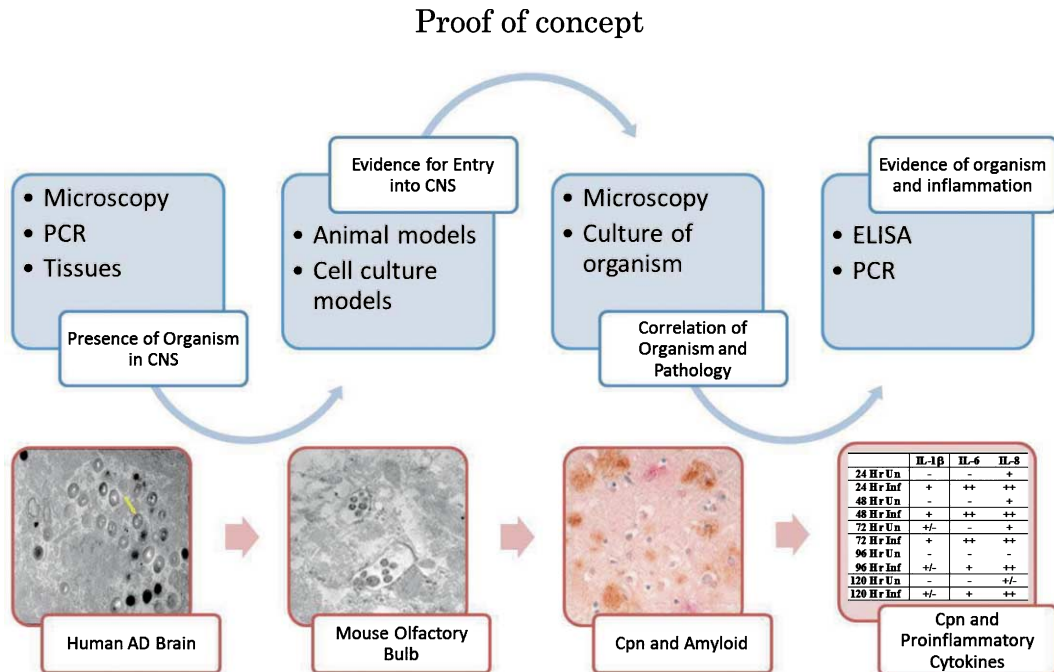 Proof of concept
• Microscopy
• PCR
• Tissues
Presence of Organism
in CNS
Evidence for Entry
into CNS
• Animal models
• Cell culture
models
• Microscopy
• Culture of
organism
Correlation of
Organism and
Pathology
Evidence of organism
and inflammation
• ELISA
• PCR
Human AD Brain
Mouse Olfactory
Bulb
Cpn and Amyloid
IL-1β IL-6 IL-8
24 Hr Un - - +
24 Hr Inf + ++ ++
48 Hr Un - - +
48 Hr Inf + ++ ++
72 Hr Un +/- - +
72 Hr Inf + ++ ++
96 Hr Un - - -
96 Hr Inf +/- + ++
120 Hr Un - - +/-
120 Hr Inf +/- + ++
Cpn and
Proinflammatory
Cytokines